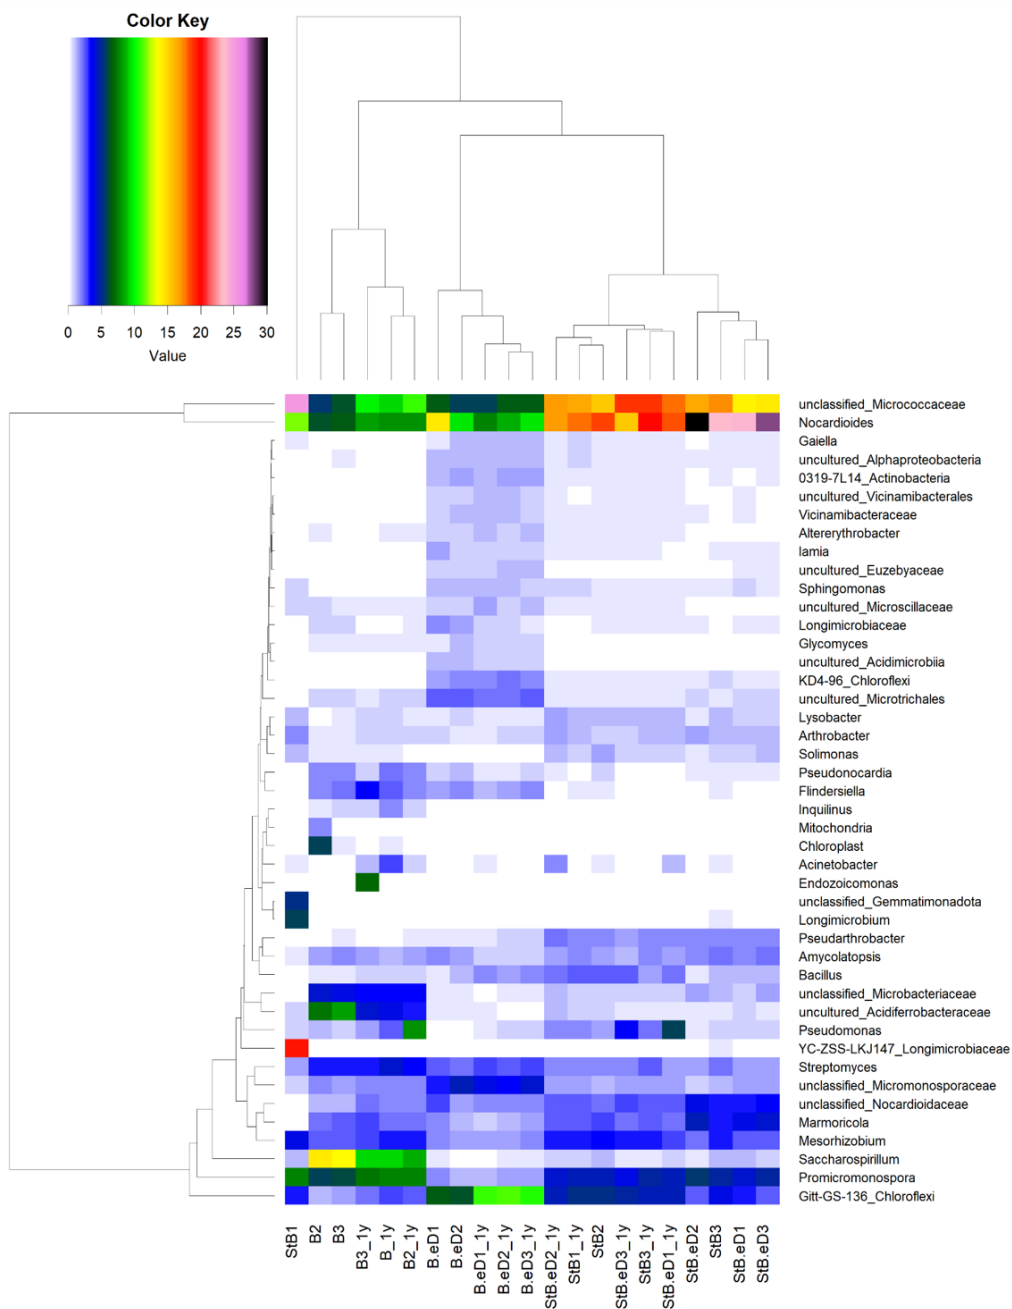 Color Key
0 5 10 15 20 25 30
Value
unclassified_Micrococcaceae
Nocardioides
Gaiella
uncultured_Alphaproteobacteria
0319-7L14_Actinobacteria
uncultured_Vicinamibacterales
Vicinamibacteraceae
Altererythrobacter
Iamia
uncultured_Euzebyaceae
Sphingomonas
uncultured_Microscillaceae
Longimicrobiaceae
Glycomyces
uncultured_Acidimicrobiia
KD4-96_Chloroflexi
uncultured_Microtrichales
Lysobacter
Arthrobacter
Solimonas
Pseudonocardia
Flindersiella
Inquilinus
Mitochondria
Chloroplast
Acinetobacter
Endozoicomonas
unclassified_Gemmatimonadota
Longimicrobium
Pseudarthrobacter
Amycolatopsis
Bacillus
unclassified_Microbacteriaceae
uncultured_Acidiferrobacteraceae
Pseudomonas
YC-ZSS-LKJ147_Longimicrobiaceae
Streptomyces
unclassified_Micromonosporaceae
unclassified_Nocardioidaceae
Marmoricola
Mesorhizobium
Saccharospirillum
Promicromonospora
Gitt-GS-136_Chloroflexi
StB1
B2
B3
B3_1y
B_1y
B2_1y
B.eD1
B.eD2
B.eD1_1y
B.eD2_1y
B.eD3_1y
StB.eD2_1y
StB1_1y
StB2
StB.eD3_1y
StB3_1y
StB.eD1_1y
StB.eD2
StB3
StB.eD1
StB.eD3